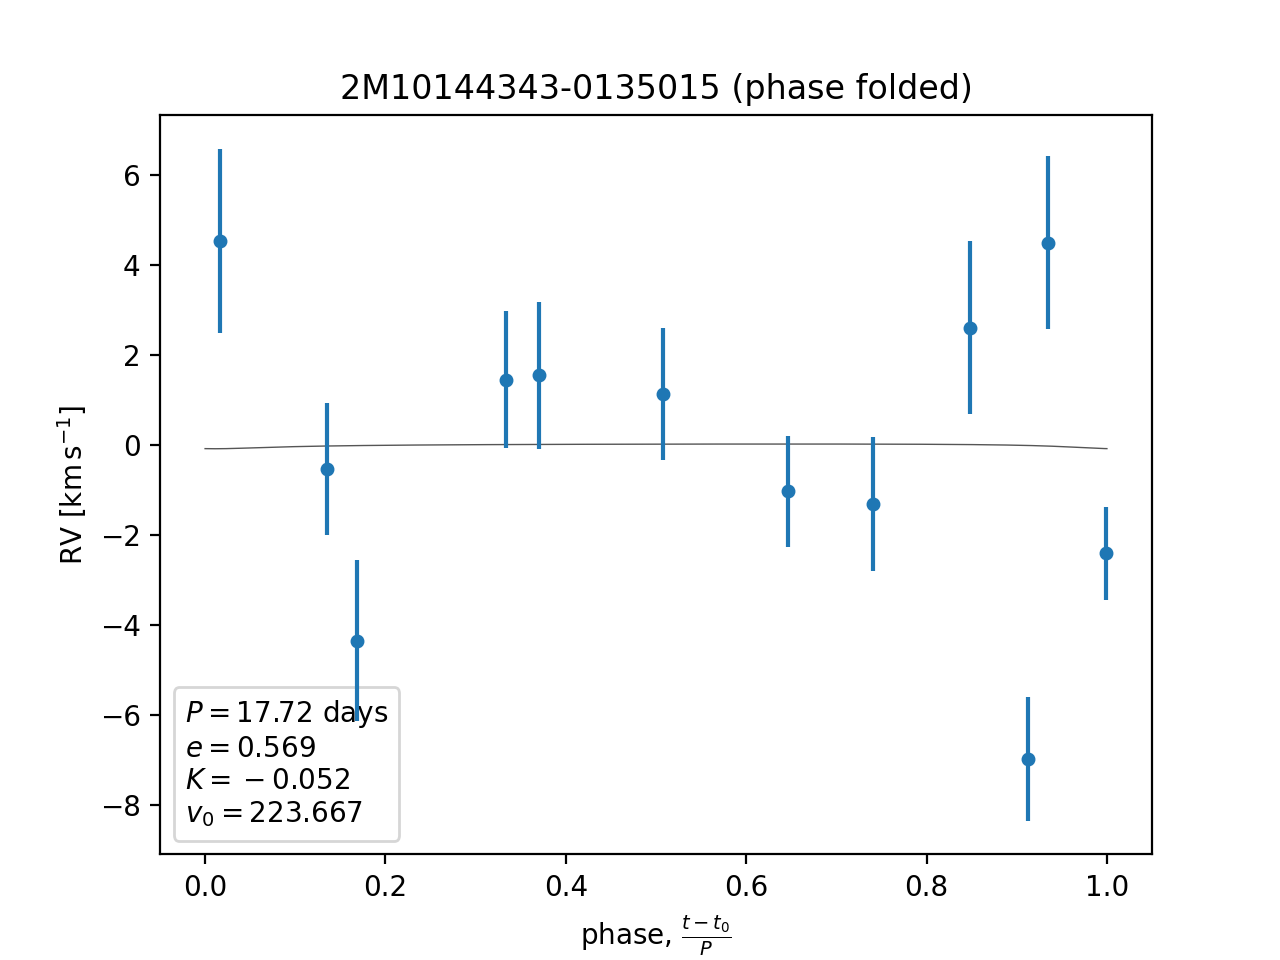 2M10144343-0135015 (phase folded)
6
4
2
0
−2
−4
−6
−8
RV [km s⁻¹]
P = 17.72 days
e = 0.569
K = −0.052
v₀ = 223.667
0.0 0.2 0.4 0.6 0.8 1.0
phase, (t − t₀)/P